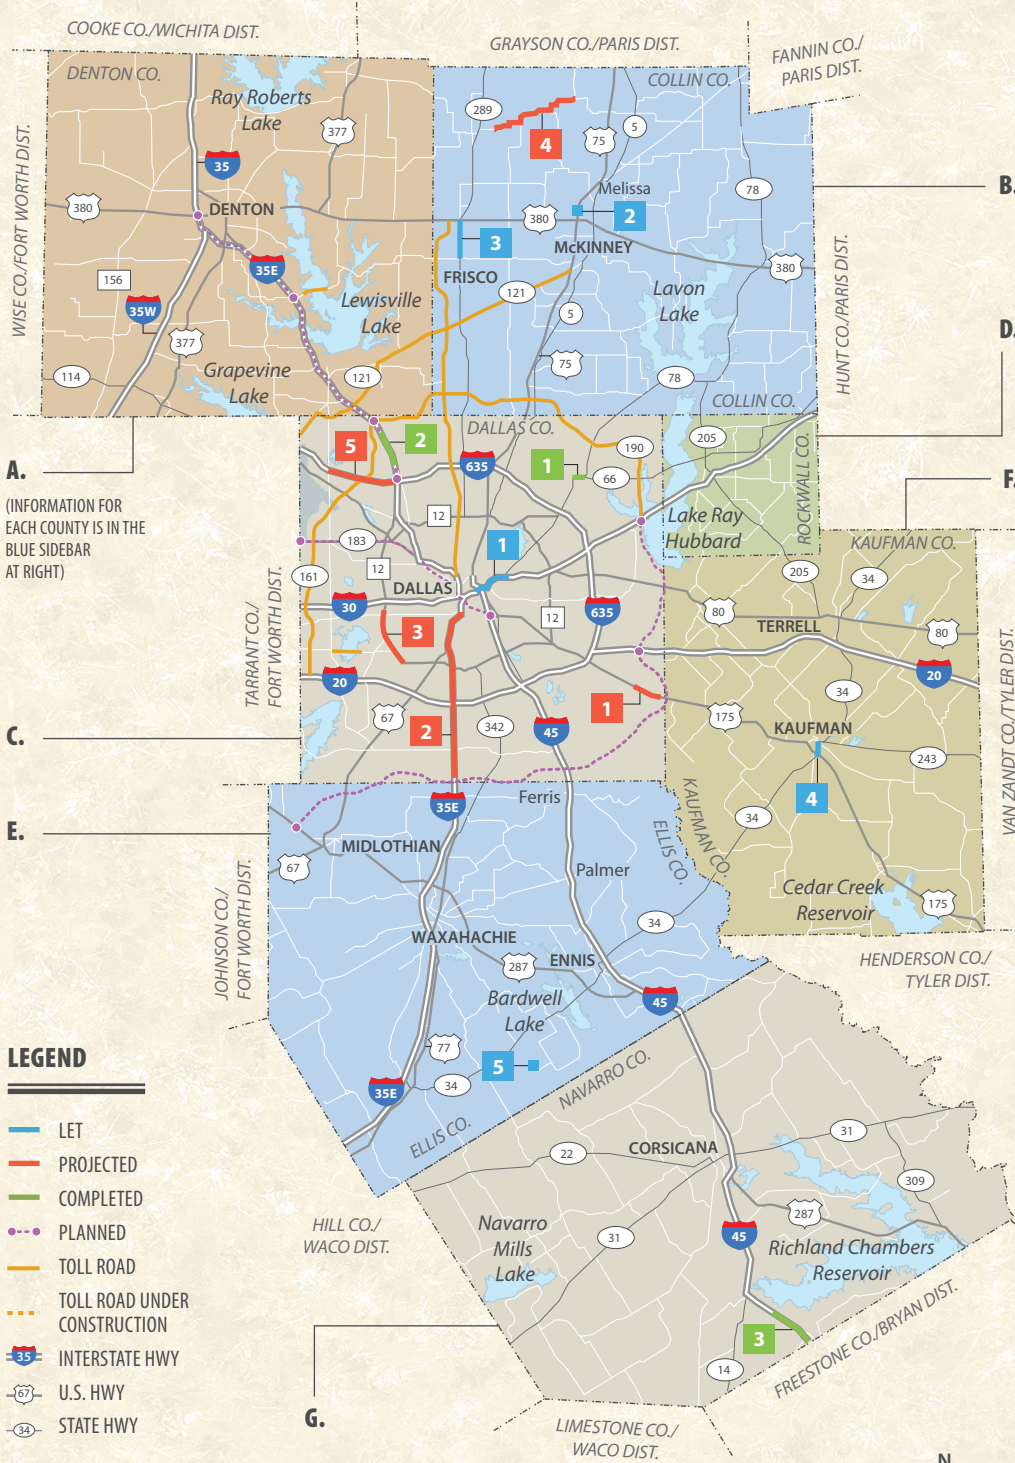 COOKE CO./WICHITA DIST.
GRAYSON CO./PARIS DIST.
FANNIN CO./
PARIS DIST.
DENTON CO.
COLLIN CO.
Ray Roberts
Lake
289
377
4
75
5
WISE CO./FORT WORTH DIST.
35
78
B.
Melissa
380
DENTON
380
2
3
McKINNEY
HUNT CO./PARIS DIST.
35E
FRISCO
380
156
121
Lavon
Lake
35W
Lewisville
Lake
5
D.
377
75
114
Grapevine
Lake
121
78
COLLIN CO.
DALLAS CO.
5
2
190
205
ROCKWALL CO.
A.
635
1
66
F.
(INFORMATION FOR
EACH COUNTY IS IN THE
BLUE SIDEBAR
AT RIGHT)
12
Lake Ray
Hubbard
183
1
KAUFMAN CO.
12
205
34
161
DALLAS
30
635
12
80
TERRELL
80
TARRANT CO./
FORT WORTH DIST.
3
20
20
34
VAN ZANDT CO./TYLER DIST.
1
67
175
C.
2
342
45
KAUFMAN
243
4
35E
Ferris
KAUFMAN CO.
34
E.
MIDLOTHIAN
ELLIS CO.
67
Palmer
JOHNSON CO./
FORT WORTH DIST.
Cedar Creek
Reservoir
175
34
WAXAHACHIE
287
ENNIS
HENDERSON CO./
TYLER DIST.
Bardwell
Lake
45
77
5
LEGEND
35E
34
NAVARRO CO.
ELLIS CO.
LET
PROJECTED
COMPLETED
PLANNED
TOLL ROAD
TOLL ROAD UNDER
CONSTRUCTION
35
INTERSTATE HWY
67
U.S. HWY
34
STATE HWY
31
22
CORSICANA
309
HILL CO./
WACO DIST.
Navarro
Mills
Lake
31
287
45
Richland Chambers
Reservoir
3
FREESTONE CO./BRYAN DIST.
14
G.
LIMESTONE CO./
WACO DIST.
N